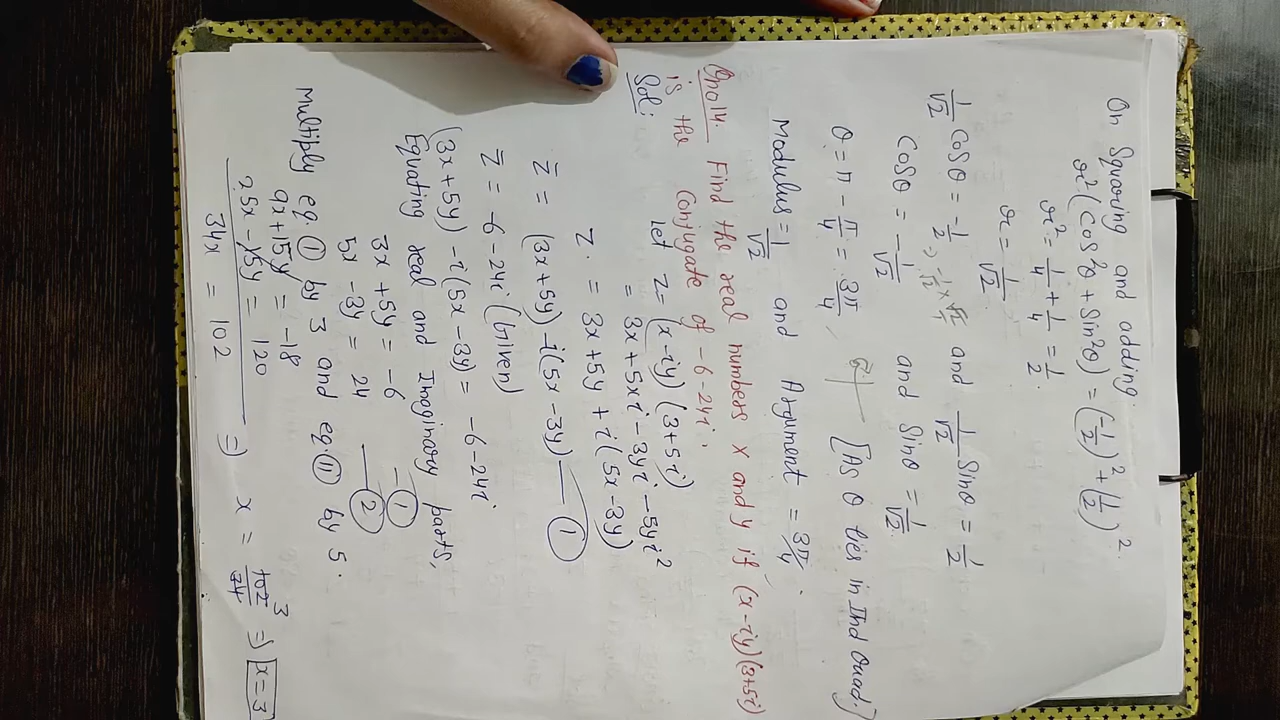 On Squaring and adding.
r²(Cos²θ + Sin²θ) = (-1/2)² + (1/2)².
r² = 1/4 + 1/4 = 1/2.
r = 1/√2
1/√2 Cosθ = -1/2, and 1/√2 Sinθ = 1/2
Cosθ = -1/√2 and Sinθ = 1/√2
θ = π - π/4 = 3π/4 [As θ lies in IInd Quad.]
Modulus = 1/√2 and Argument = 3π/4.
Qno14. Find the real numbers x and y if (x-iy)(3+5i)
is the Conjugate of -6-24i.
Sol: Let Z = (x-iy)(3+5i)
= 3x+5xi-3yi-5yi²
Z = 3x+5y+i(5x-3y)
Z̄ = (3x+5y)-i(5x-3y) — ①
Z̄ = -6-24i (Given)
(3x+5y)-i(5x-3y) = -6-24i
Equating real and Imaginary parts,
3x+5y = -6 — ①
5x-3y = 24 — ②
Multiply eq. ① by 3 and eq. ⑪ by 5.
9x+15y = -18
25x-15y = 120
34x = 102 ⇒ x = 102/34 3 ⇒ x=3